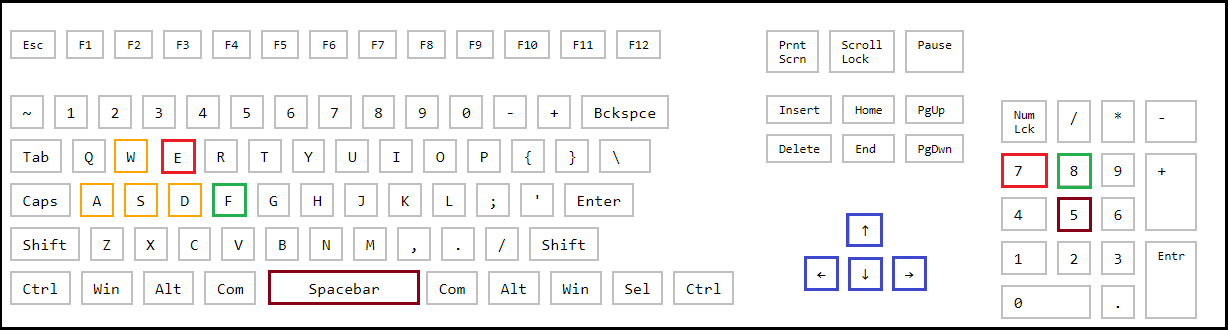 Esc F1 F2 F3 F4 F5 F6 F7 F8 F9 F10 F11 F12 Prnt Scrn Scroll Lock Pause
~ 1 2 3 4 5 6 7 8 9 0 - + Bckspce Insert Home PgUp Num Lck / * -
Tab Q W E R T Y U I O P { } \ Delete End PgDwn 7 8 9 +
Caps A S D F G H J K L ; ' Enter 4 5 6
Shift Z X C V B N M , . / Shift ↑ 1 2 3 Entr
Ctrl Win Alt Com Spacebar Com Alt Win Sel Ctrl ← ↓ → 0 .